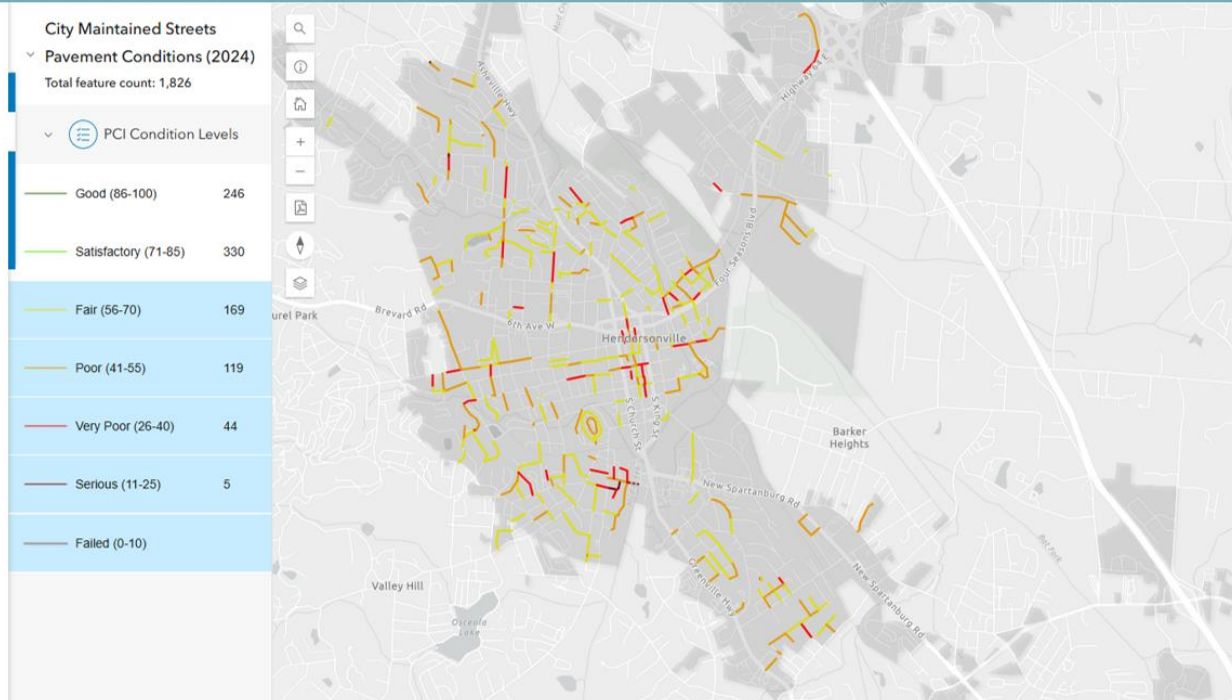 City Maintained Streets
Pavement Conditions (2024)
Total feature count: 1,826
PCI Condition Levels
Good (86-100) 246
Satisfactory (71-85) 330
Fair (56-70) 169
Poor (41-55) 119
Very Poor (26-40) 44
Serious (11-25) 5
Failed (0-10)
Asheville Hwy
Highway 64 E
Four Seasons Blvd
urel Park
Brevard Rd
6th Ave W
Hendersonville
S Church St
S King St
Barker
Heights
New Spartanburg Rd
Valley Hill
Osceola
Lake
Greenville Hwy
New Spartanburg Rd